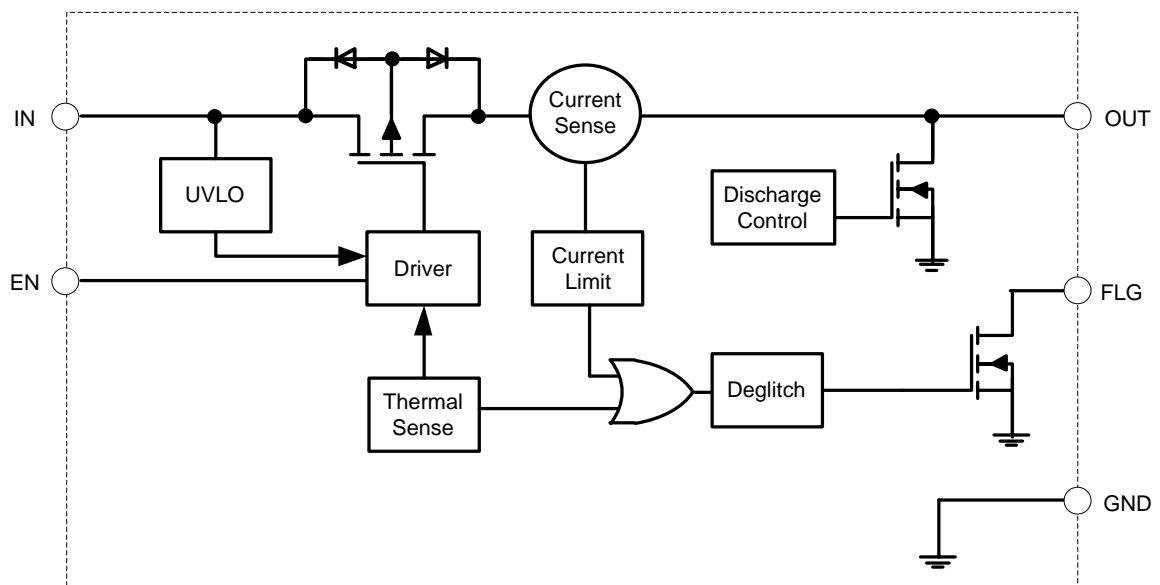 IN
Current
Sense
OUT
UVLO
Discharge
Control
Driver
Current
Limit
EN
FLG
Thermal
Sense
Deglitch
GND